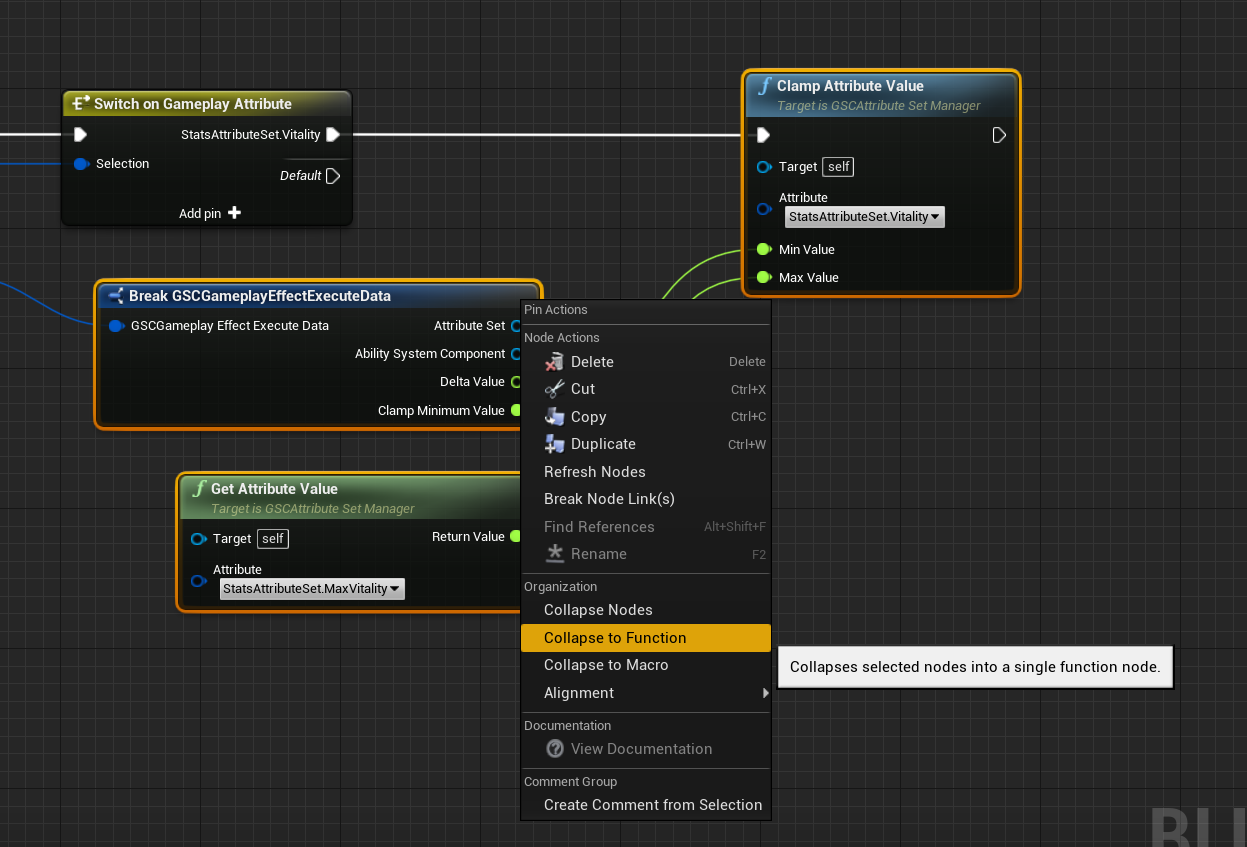 Switch on Gameplay Attribute
StatsAttributeSet.Vitality
Selection
Default
Add pin
Clamp Attribute Value
Target is GSCAttribute Set Manager
Target self
Attribute
StatsAttributeSet.Vitality
Min Value
Max Value
Break GSCGameplayEffectExecuteData
GSCGameplay Effect Execute Data
Attribute Set
Ability System Component
Delta Value
Clamp Minimum Value
Get Attribute Value
Target is GSCAttribute Set Manager
Target self
Return Value
Attribute
StatsAttributeSet.MaxVitality
Pin Actions
Node Actions
Delete Delete
Cut Ctrl+X
Copy Ctrl+C
Duplicate Ctrl+W
Refresh Nodes
Break Node Link(s)
Find References Alt+Shift+F
Rename F2
Organization
Collapse Nodes
Collapse to Function
Collapse to Macro
Alignment
Documentation
View Documentation
Comment Group
Create Comment from Selection
Collapses selected nodes into a single function node.